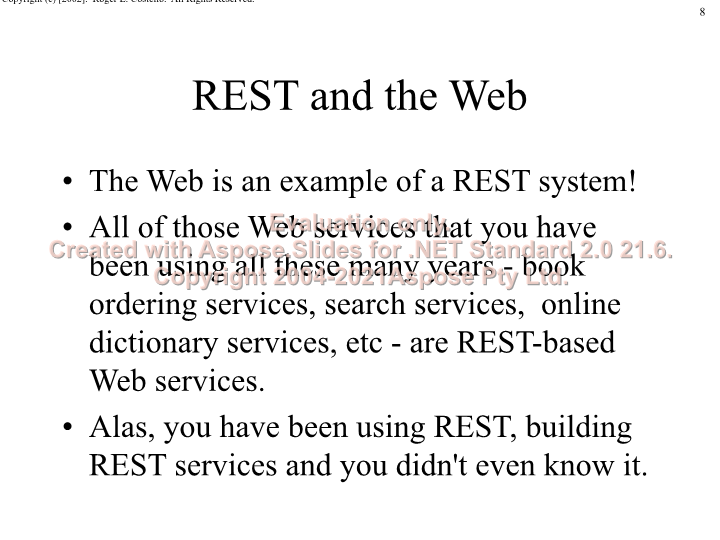 Copyright (c) [2002]. Roger L. Costello. All Rights Reserved.
8
REST and the Web
• The Web is an example of a REST system!
• All of those Web services that you have
been using all these many years - book
ordering services, search services, online
dictionary services, etc - are REST-based
Web services.
• Alas, you have been using REST, building
REST services and you didn't even know it.
Evaluation only.
Created with Aspose.Slides for .NET Standard 2.0 21.6.
Copyright 2004-2021Aspose Pty Ltd.